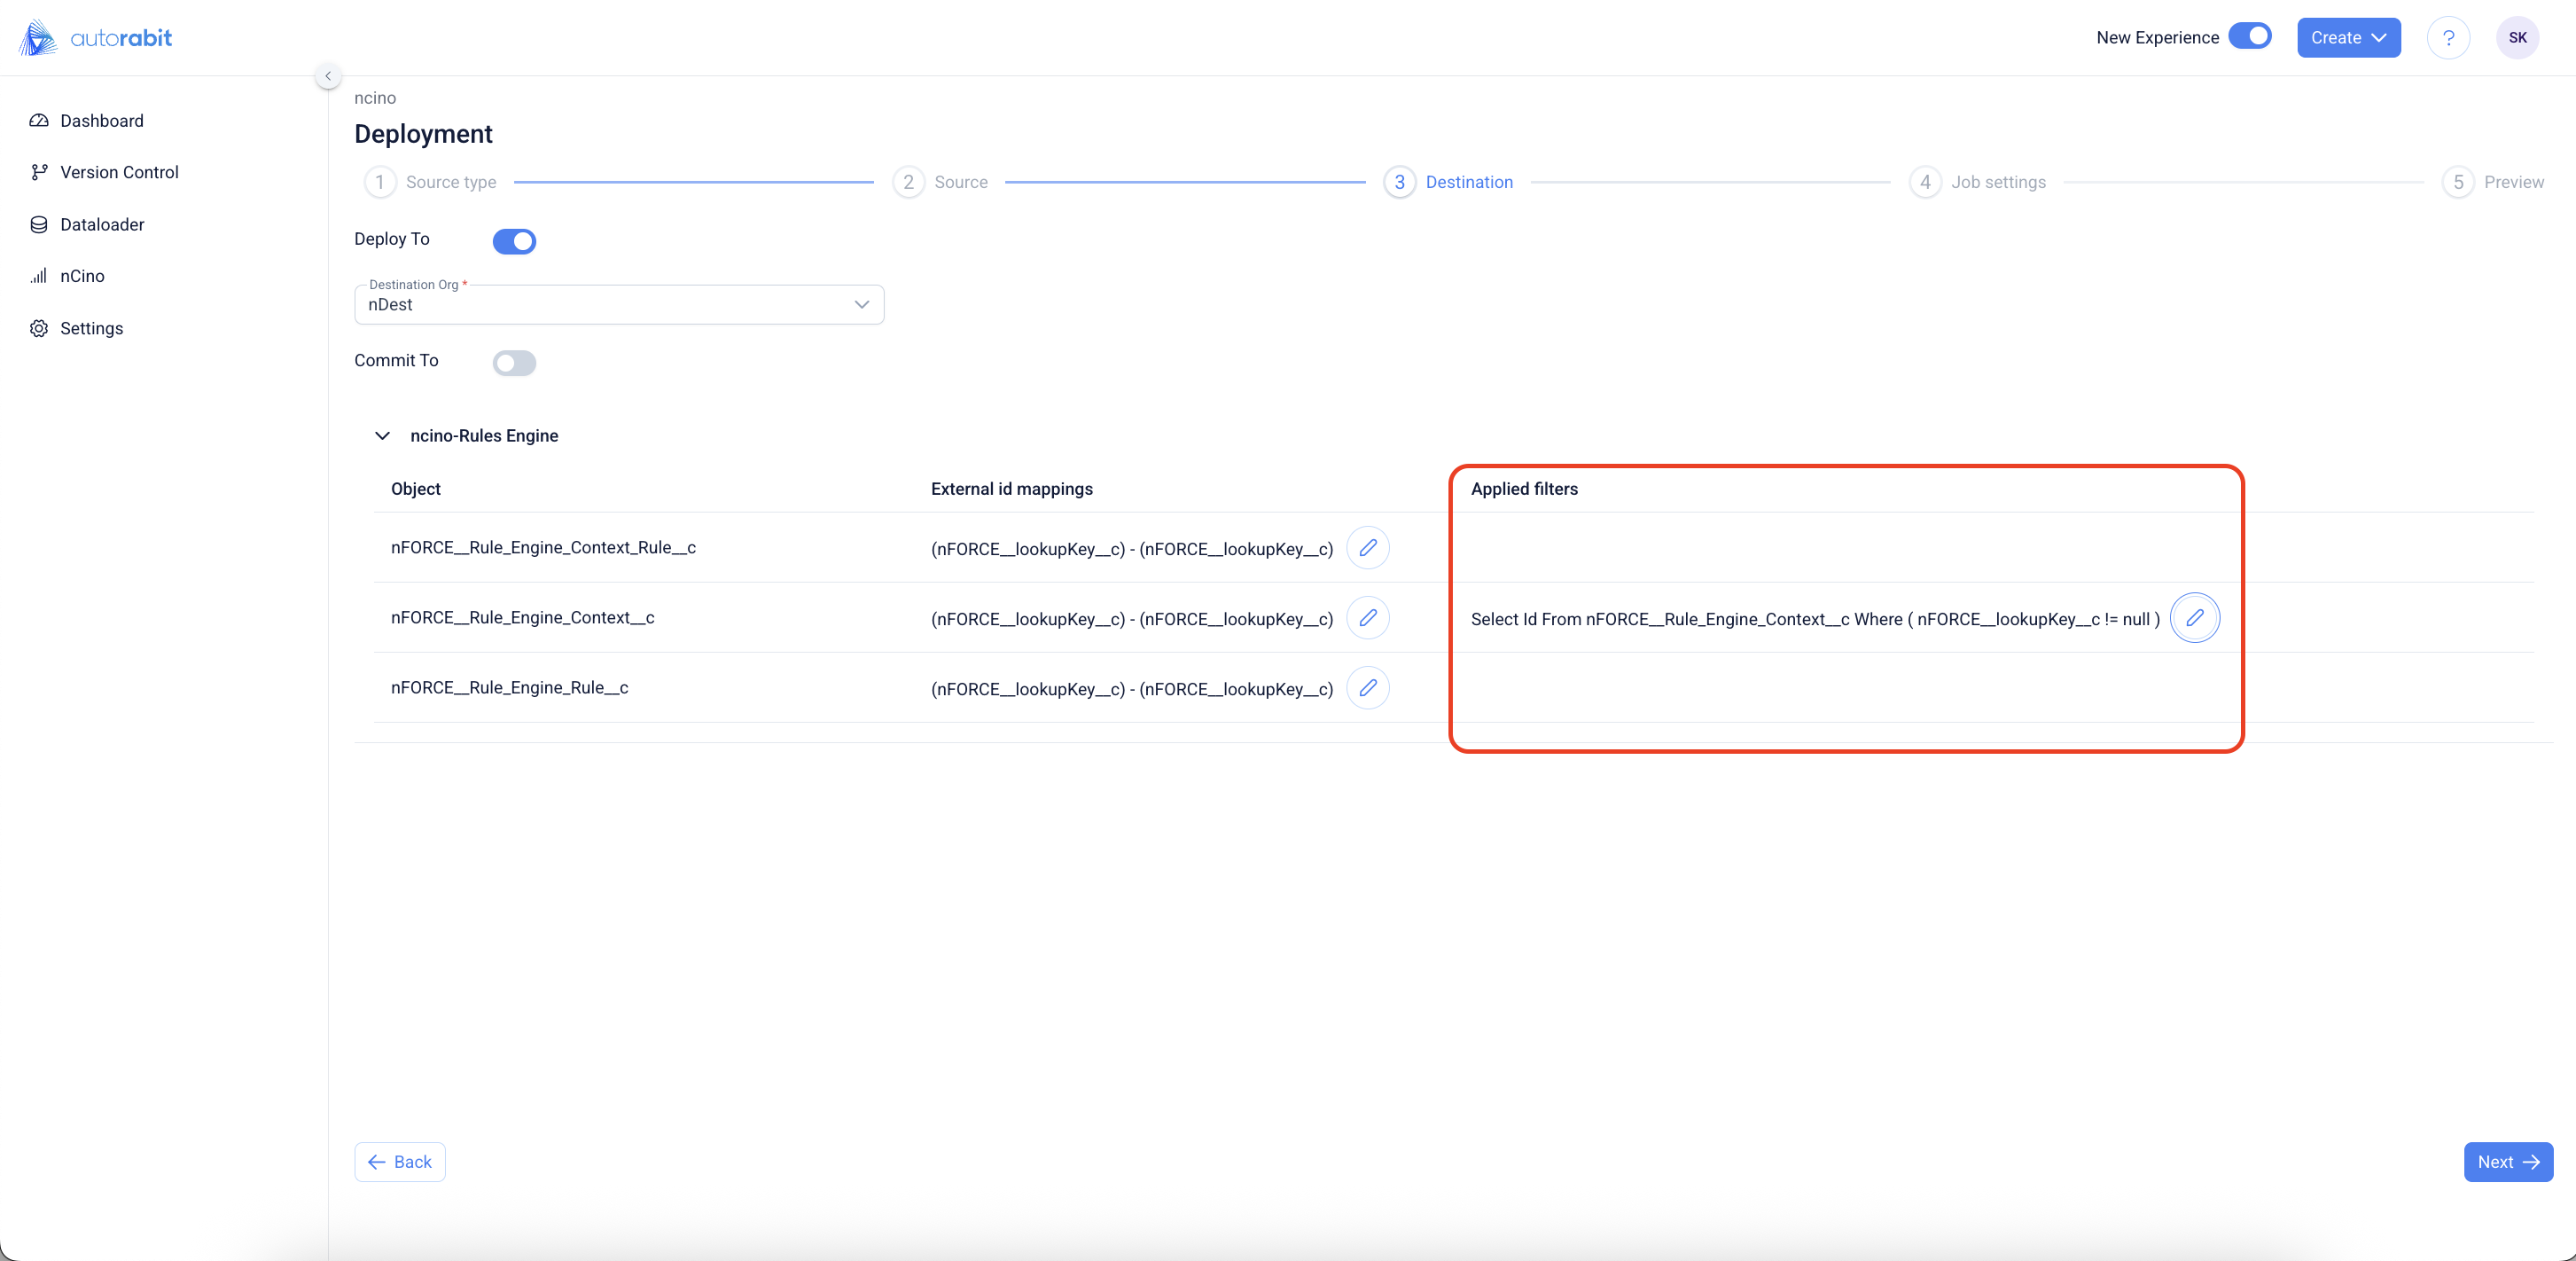 autorabit
New Experience
Create
?
SK
Dashboard
Version Control
Dataloader
nCino
Settings
ncino
Deployment
1 Source type
2 Source
3 Destination
4 Job settings
5 Preview
Deploy To
Destination Org *
nDest
Commit To
ncino-Rules Engine
Object External id mappings Applied filters
nFORCE__Rule_Engine_Context_Rule__c (nFORCE__lookupKey__c) - (nFORCE__lookupKey__c)
nFORCE__Rule_Engine_Context__c (nFORCE__lookupKey__c) - (nFORCE__lookupKey__c) Select Id From nFORCE__Rule_Engine_Context__c Where ( nFORCE__lookupKey__c != null )
nFORCE__Rule_Engine_Rule__c (nFORCE__lookupKey__c) - (nFORCE__lookupKey__c)
Back
Next